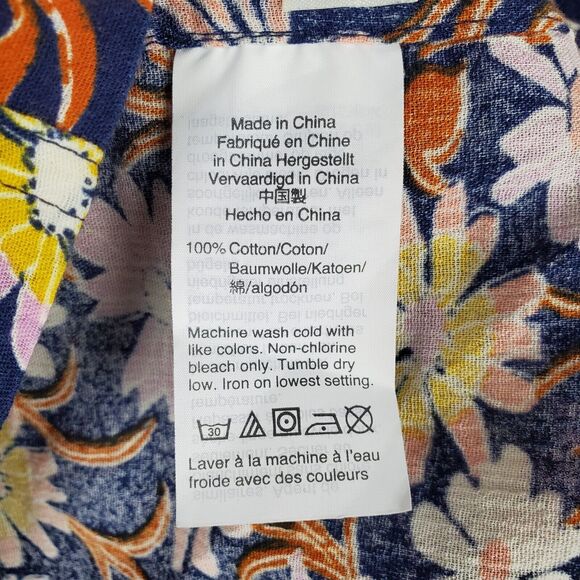 Made in China
Fabriqué en Chine
in China Hergestellt
Vervaardigd in China
中国製
Hecho en China
100% Cotton/Coton/
Baumwolle/Katoen/
綿/algodón
Machine wash cold with
like colors. Non-chlorine
bleach only. Tumble dry
low. Iron on lowest setting.
30
Laver à la machine à l'eau
froide avec des couleurs